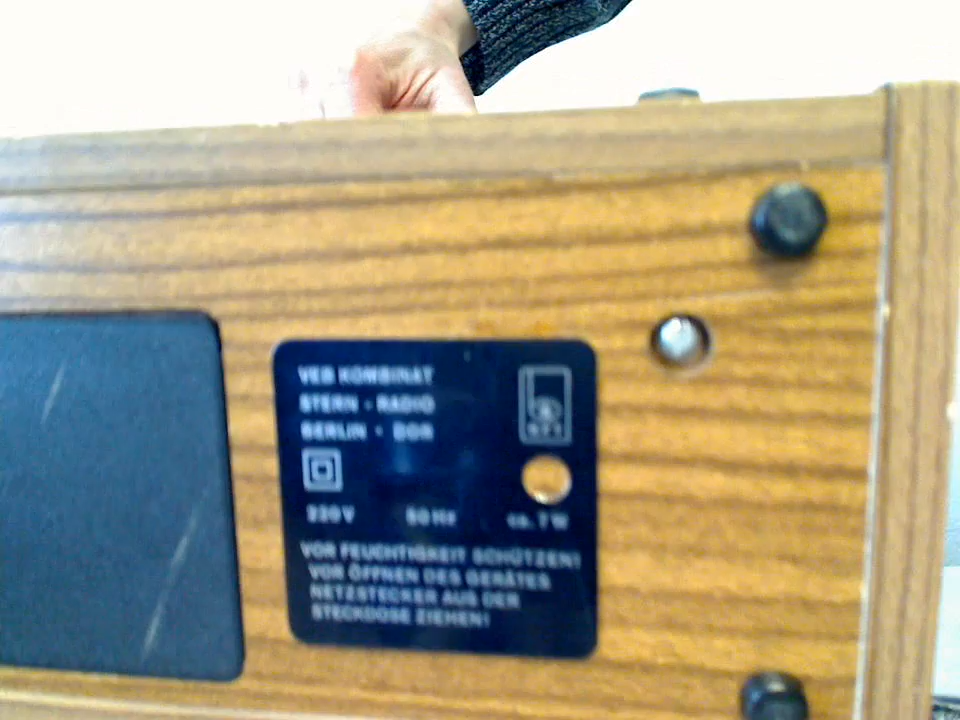 VEB KOMBINAT
STERN - RADIO
BERLIN - DDR
220V 50 Hz ca. 7W
VOR FEUCHTIGKEIT SCHÜTZEN!
VOR ÖFFNEN DES GERÄTES
NETZSTECKER AUS DER
STECKDOSE ZIEHEN!